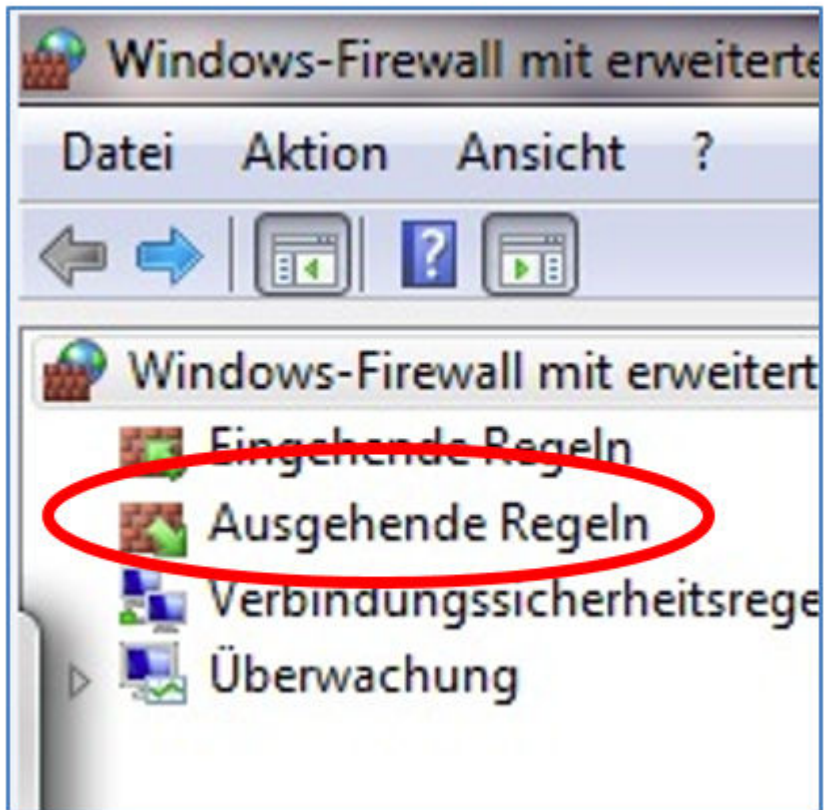 Windows-Firewall mit erweiterte
Datei Aktion Ansicht ?
?
Windows-Firewall mit erweitert
Eingehende Regeln
Ausgehende Regeln
Verbindungssicherheitsrege
Überwachung